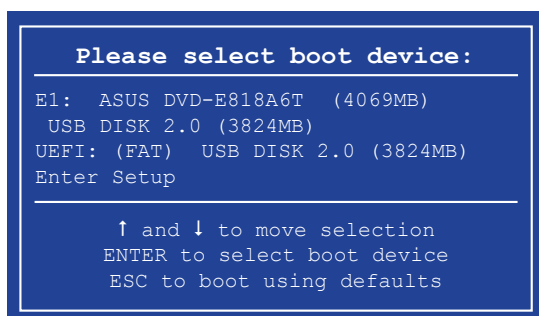 Please select boot device:
E1: ASUS DVD-E818A6T (4069MB)
USB DISK 2.0 (3824MB)
UEFI: (FAT) USB DISK 2.0 (3824MB)
Enter Setup
↑ and ↓ to move selection
ENTER to select boot device
ESC to boot using defaults